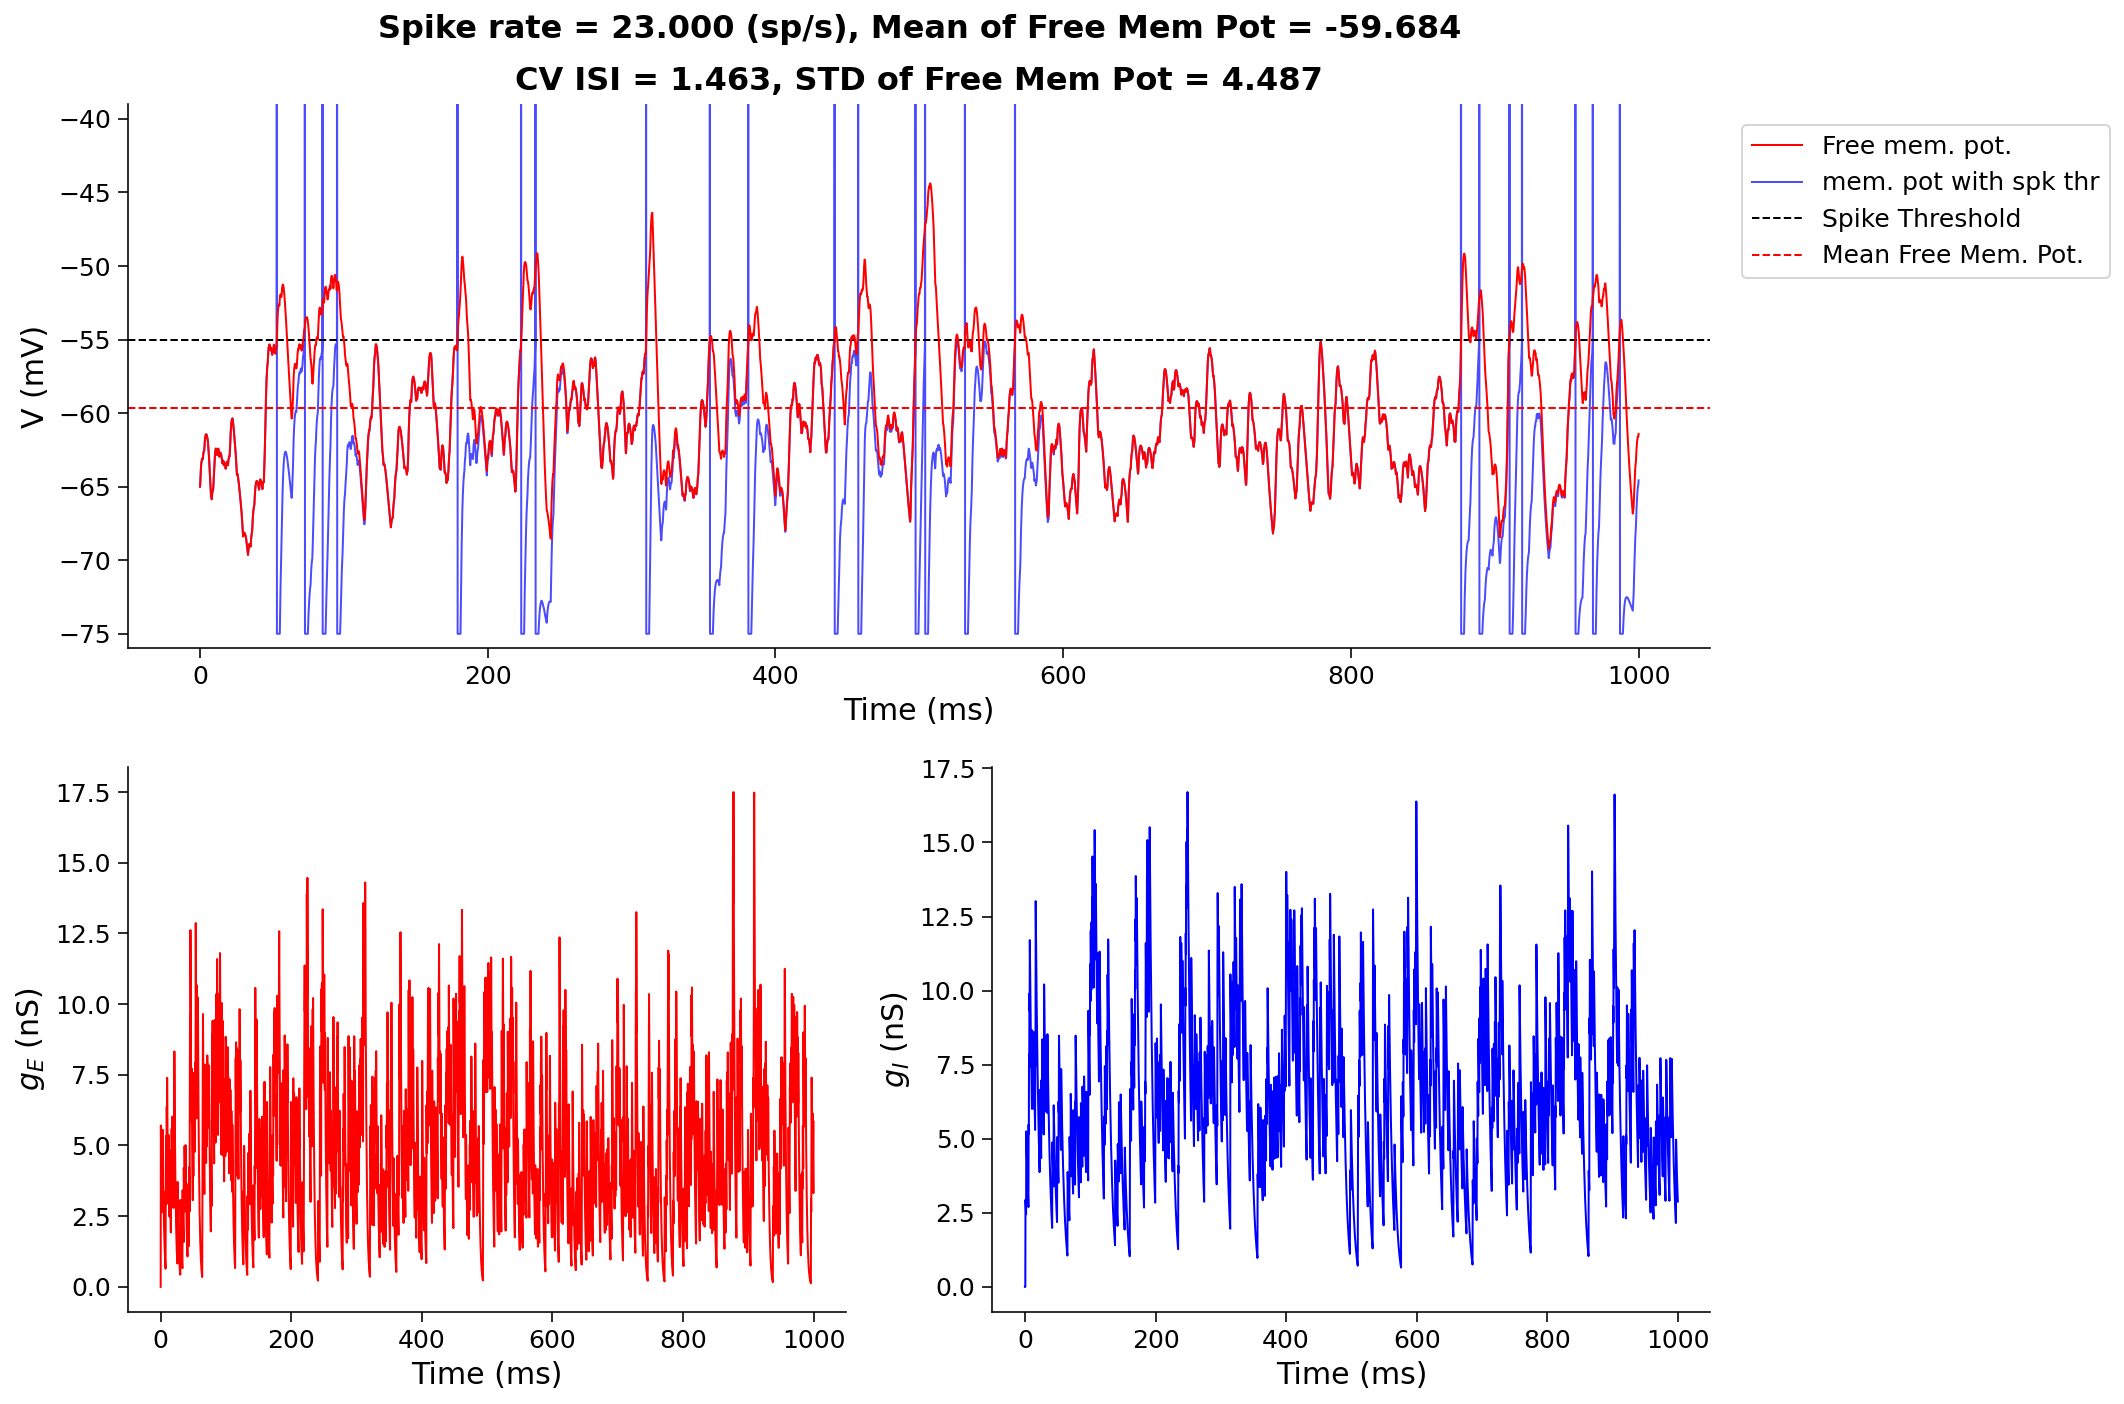 Spike rate = 23.000 (sp/s), Mean of Free Mem Pot = -59.684
CV ISI = 1.463, STD of Free Mem Pot = 4.487
−40
−45
−50
−55
−60
−65
−70
−75
V (mV)
0 200 400 600 800 1000
Time (ms)
Free mem. pot.
mem. pot with spk thr
Spike Threshold
Mean Free Mem. Pot.
17.5
15.0
12.5
10.0
7.5
5.0
2.5
0.0
g_E (nS)
0 200 400 600 800 1000
Time (ms)
17.5
15.0
12.5
10.0
7.5
5.0
2.5
0.0
g_I (nS)
0 200 400 600 800 1000
Time (ms)